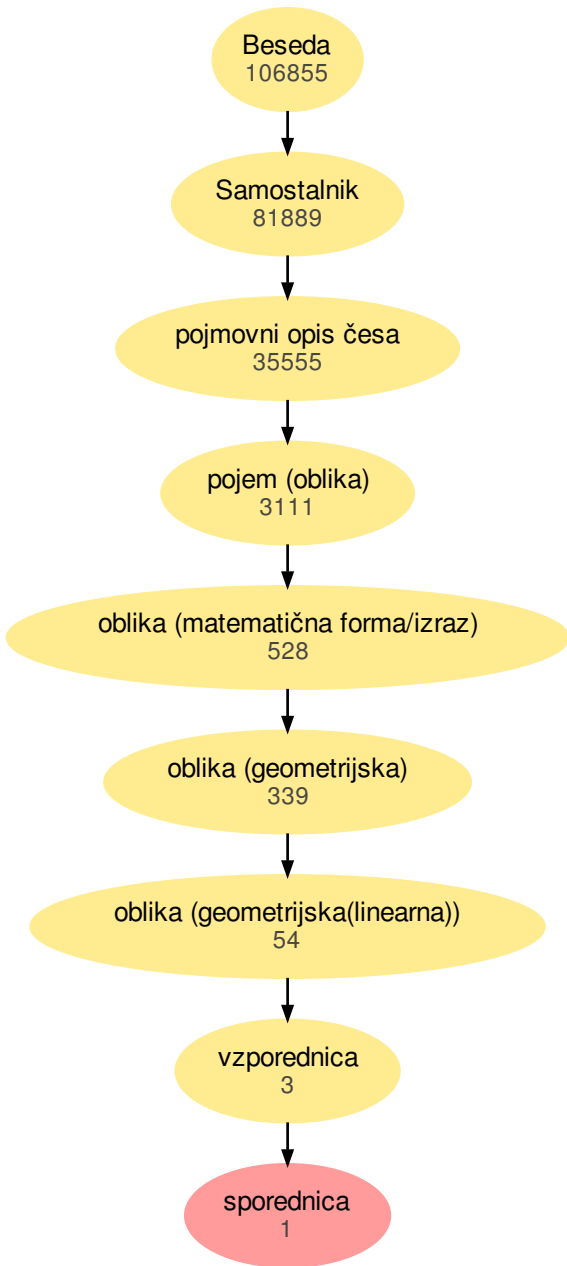 Beseda
106855
Samostalnik
81889
pojmovni opis česa
35555
pojem (oblika)
3111
oblika (matematična forma/izraz)
528
oblika (geometrijska)
339
oblika (geometrijska(linearna))
54
vzporednica
3
sporednica
1